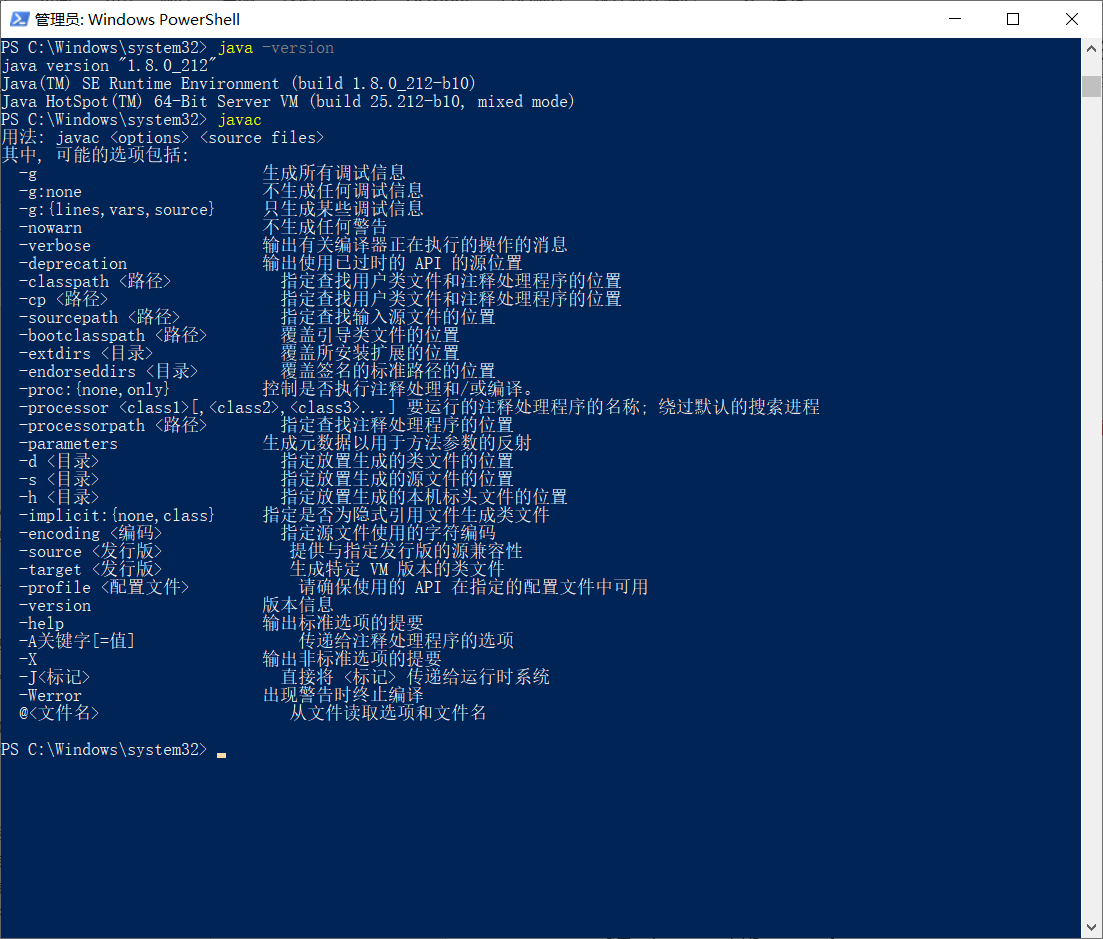 管理员: Windows PowerShell
PS C:\Windows\system32> java -version
java version "1.8.0_212"
Java(TM) SE Runtime Environment (build 1.8.0_212-b10)
Java HotSpot(TM) 64-Bit Server VM (build 25.212-b10, mixed mode)
PS C:\Windows\system32> javac
用法: javac <options> <source files>
其中, 可能的选项包括:
-g 生成所有调试信息
-g:none 不生成任何调试信息
-g:{lines,vars,source} 只生成某些调试信息
-nowarn 不生成任何警告
-verbose 输出有关编译器正在执行的操作的消息
-deprecation 输出使用已过时的 API 的源位置
-classpath <路径> 指定查找用户类文件和注释处理程序的位置
-cp <路径> 指定查找用户类文件和注释处理程序的位置
-sourcepath <路径> 指定查找输入源文件的位置
-bootclasspath <路径> 覆盖引导类文件的位置
-extdirs <目录> 覆盖所安装扩展的位置
-endorseddirs <目录> 覆盖签名的标准路径的位置
-proc:{none,only} 控制是否执行注释处理和/或编译。
-processor <class1>[,<class2>,<class3>...] 要运行的注释处理程序的名称; 绕过默认的搜索进程
-processorpath <路径> 指定查找注释处理程序的位置
-parameters 生成元数据以用于方法参数的反射
-d <目录> 指定放置生成的类文件的位置
-s <目录> 指定放置生成的源文件的位置
-h <目录> 指定放置生成的本机标头文件的位置
-implicit:{none,class} 指定是否为隐式引用文件生成类文件
-encoding <编码> 指定源文件使用的字符编码
-source <发行版> 提供与指定发行版的源兼容性
-target <发行版> 生成特定 VM 版本的类文件
-profile <配置文件> 请确保使用的 API 在指定的配置文件中可用
-version 版本信息
-help 输出标准选项的提要
-A关键字[=值] 传递给注释处理程序的选项
-X 输出非标准选项的提要
-J<标记> 直接将 <标记> 传递给运行时系统
-Werror 出现警告时终止编译
@<文件名> 从文件读取选项和文件名
PS C:\Windows\system32>